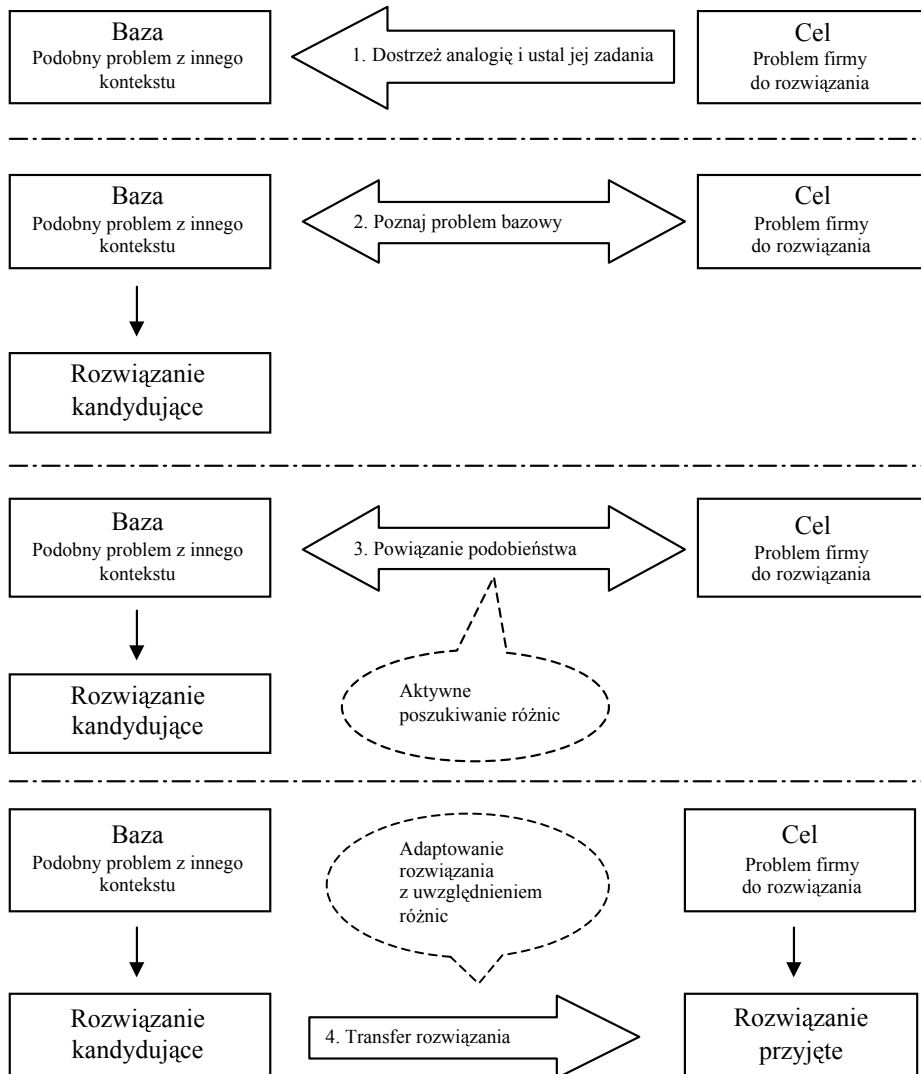 Baza
Podobny problem z innego
kontekstu
1. Dostrzeż analogię i ustal jej zadania
Cel
Problem firmy
do rozwiązania
Baza
Podobny problem z innego
kontekstu
2. Poznaj problem bazowy
Cel
Problem firmy
do rozwiązania
Rozwiązanie
kandydujące
Baza
Podobny problem z innego
kontekstu
3. Powiązanie podobieństwa
Cel
Problem firmy
do rozwiązania
Rozwiązanie
kandydujące
Aktywne
poszukiwanie różnic
Baza
Podobny problem z innego
kontekstu
Adaptowanie
rozwiązania
z uwzględnieniem
różnic
Cel
Problem firmy
do rozwiązania
Rozwiązanie
kandydujące
4. Transfer rozwiązania
Rozwiązanie
przyjęte